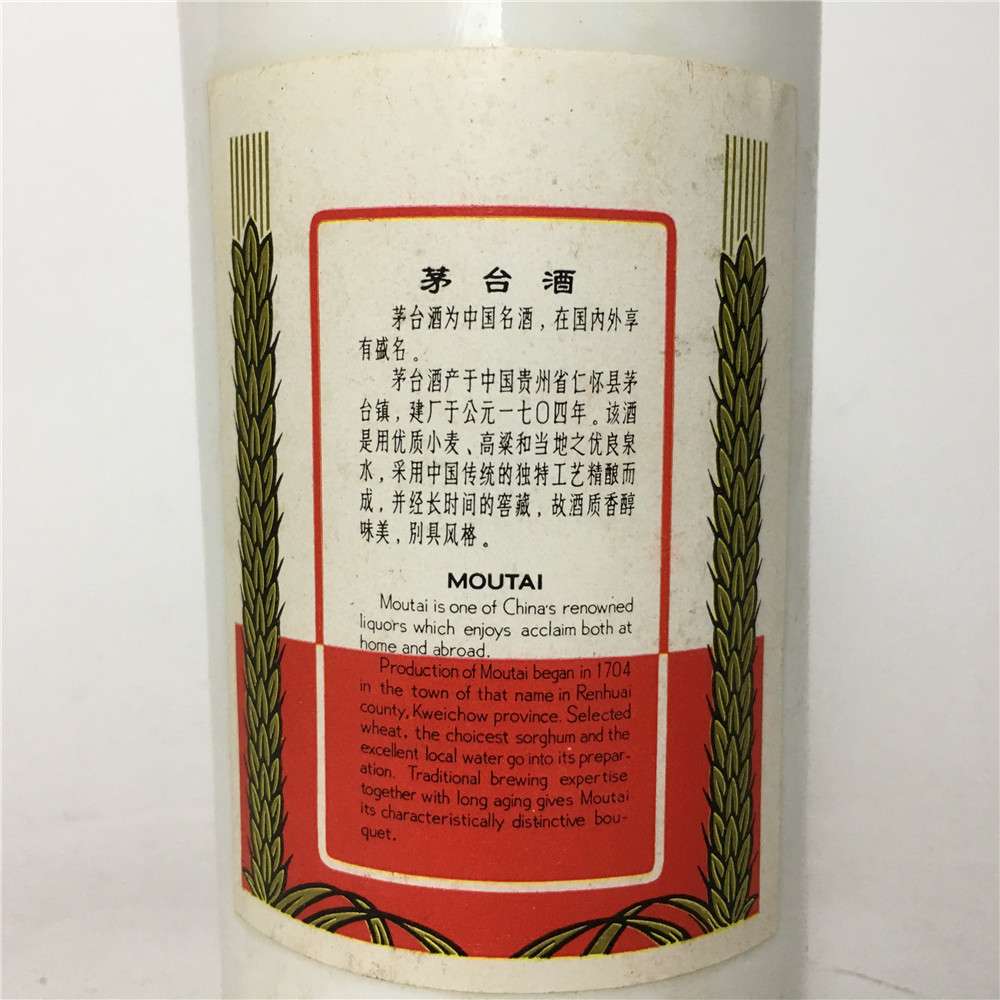 茅台酒
茅台酒为中国名酒，在国内外享
有盛名。
茅台酒产于中国贵州省仁怀县茅
台镇，建厂于公元一七〇四年。该酒
是用优质小麦、高粱和当地之优良泉
水，采用中国传统的独特工艺精酿而
成，并经长时间的窖藏，故酒质香醇
味美，别具风格。
MOUTAI
Moutai is one of China's renowned
liquors which enjoys acclaim both at
home and abroad.
Production of Moutai began in 1704
in the town of that name in Renhuai
county, Kweichow province. Selected
wheat, the choicest sorghum and the
excellent local water go into its prepar-
ation. Traditional brewing expertise
together with long aging gives Moutai
its characteristically distinctive bou-
quet.